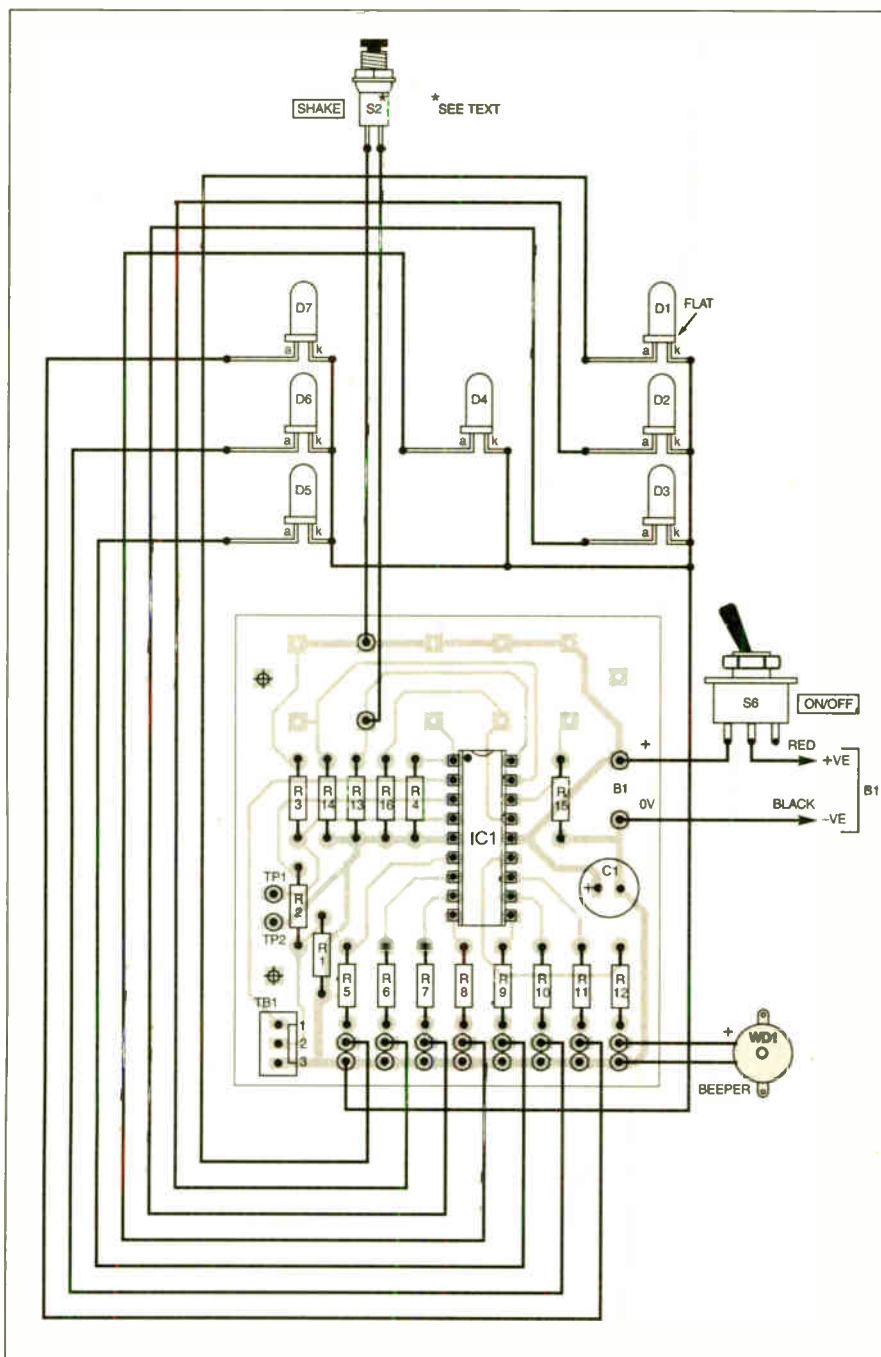 SHAKE S2* *SEE TEXT
D7 D1 FLAT
a k a k
D6 D4 D2
a k a k a k
D5 D3
a k a k
S6 ON/OFF
RED
+ +VE
B1 B1
0V BLACK -VE
R 3 R 14 R 13 R 16 R 4 IC1 R 15
C1
+
TP1
R 2
TP2
R 1
R 5 R 6 R 7 R 8 R 9 R 10 R 11 R 12
TB1
1
2
3
+ WD1
BEEPER